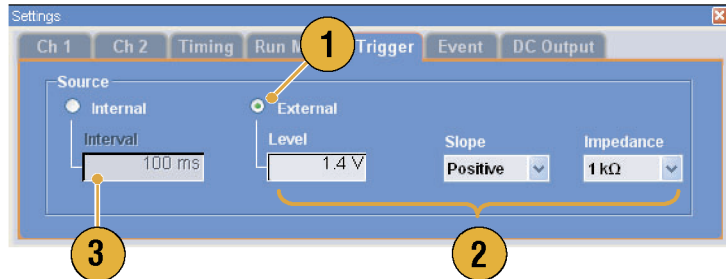 Settings
Ch 1 Ch 2 Timing Run M Trigger Event DC Output
1
Source
Internal External
Interval Level Slope Impedance
100 ms 1.4 V Positive 1 kΩ
3 2